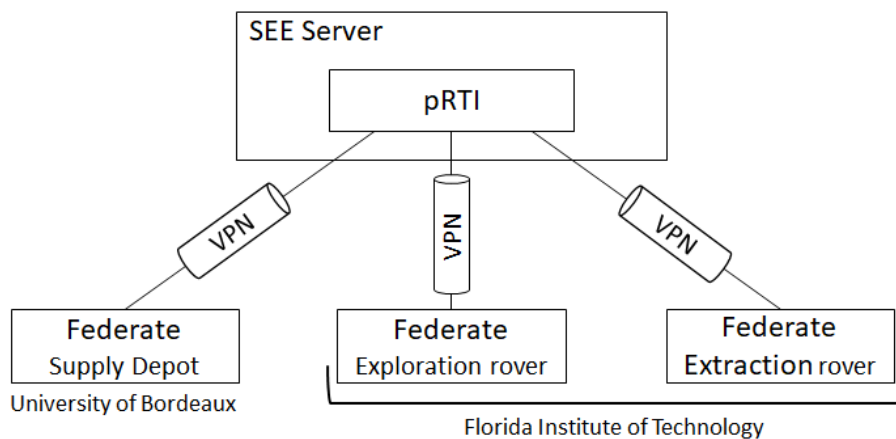 SEE Server
pRTI
VPN
VPN
VPN
Federate
Supply Depot
Federate
Exploration rover
Federate
Extraction rover
University of Bordeaux
Florida Institute of Technology